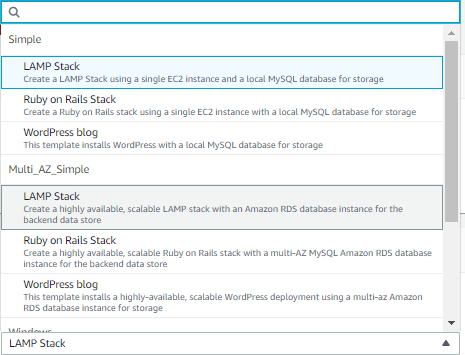 Simple
LAMP Stack
Create a LAMP Stack using a single EC2 instance and a local MySQL database for storage
Ruby on Rails Stack
Create a Ruby on Rails stack using a single EC2 instance with a local MySQL database for storage
WordPress blog
This template installs WordPress with a local MySQL database for storage
Multi_AZ_Simple
LAMP Stack
Create a highly available, scalable LAMP stack with an Amazon RDS database instance for the
backend data store
Ruby on Rails Stack
Create a highly available, scalable Ruby on Rails stack with a multi-AZ MySQL Amazon RDS database
instance for the backend data store
WordPress blog
This template installs a highly-available, scalable WordPress deployment using a multi-az Amazon
RDS database instance for storage
Windows
LAMP Stack